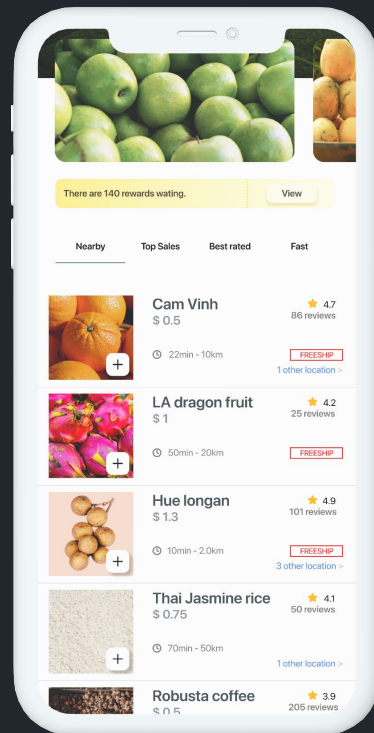 There are 140 rewards wating.
View
Nearby
Top Sales
Best rated
Fast
Cam Vinh
4.7
$ 0.5
86 reviews
22min - 10km
FREESHIP
1 other location >
LA dragon fruit
4.2
$ 1
25 reviews
50min - 20km
FREESHIP
Hue longan
4.9
$ 1.3
101 reviews
10min - 2.0km
FREESHIP
3 other location >
Thai Jasmine rice
4.1
$ 0.75
50 reviews
70min - 50km
1 other location >
Robusta coffee
3.9
$ 0.5
205 reviews